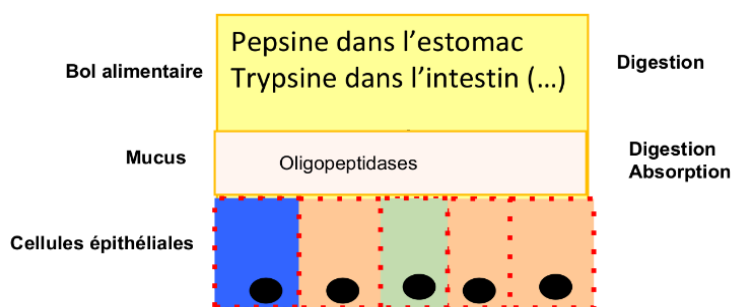 Pepsine dans l'estomac
Trypsine dans l'intestin (...)
Bol alimentaire
Digestion
Mucus
Oligopeptidases
Digestion
Absorption
Cellules épithéliales